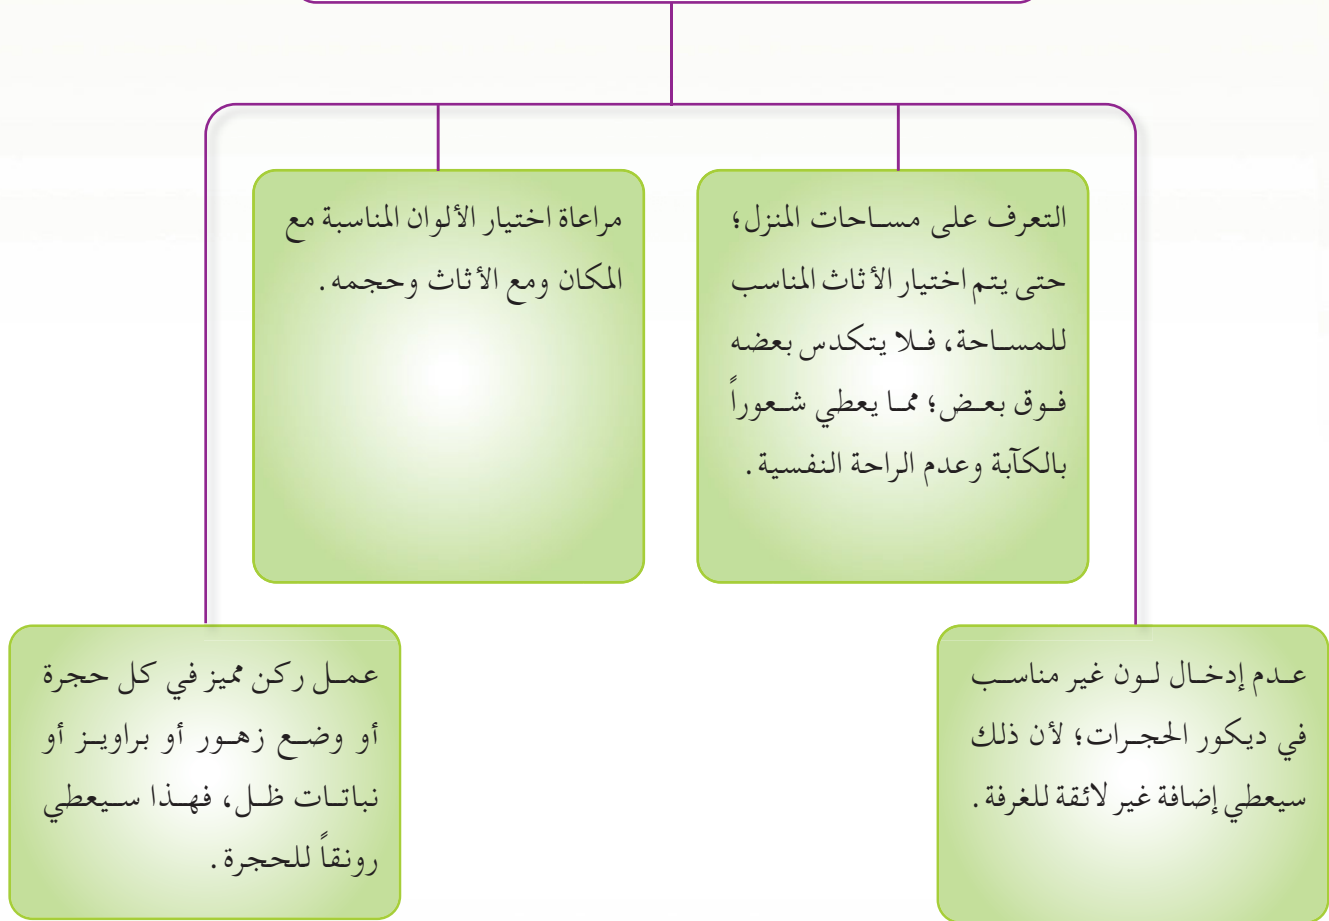 التعرف على مساحات المنزل؛
حتى يتم اختيار الأثاث المناسب
للمساحة، فلا يتكدس بعضه
فوق بعض؛ مما يعطي شعوراً
بالكآبة وعدم الراحة النفسية.
مراعاة اختيار الألوان المناسبة مع
المكان ومع الأثاث وحجمه.
عدم إدخال لون غير مناسب
في ديكور الحجرات؛ لأن ذلك
سيعطي إضافة غير لائقة للغرفة.
عمل ركن مميز في كل حجرة
أو وضع زهور أو براويز أو
نباتات ظل، فهذا سيعطي
رونقاً للحجرة.